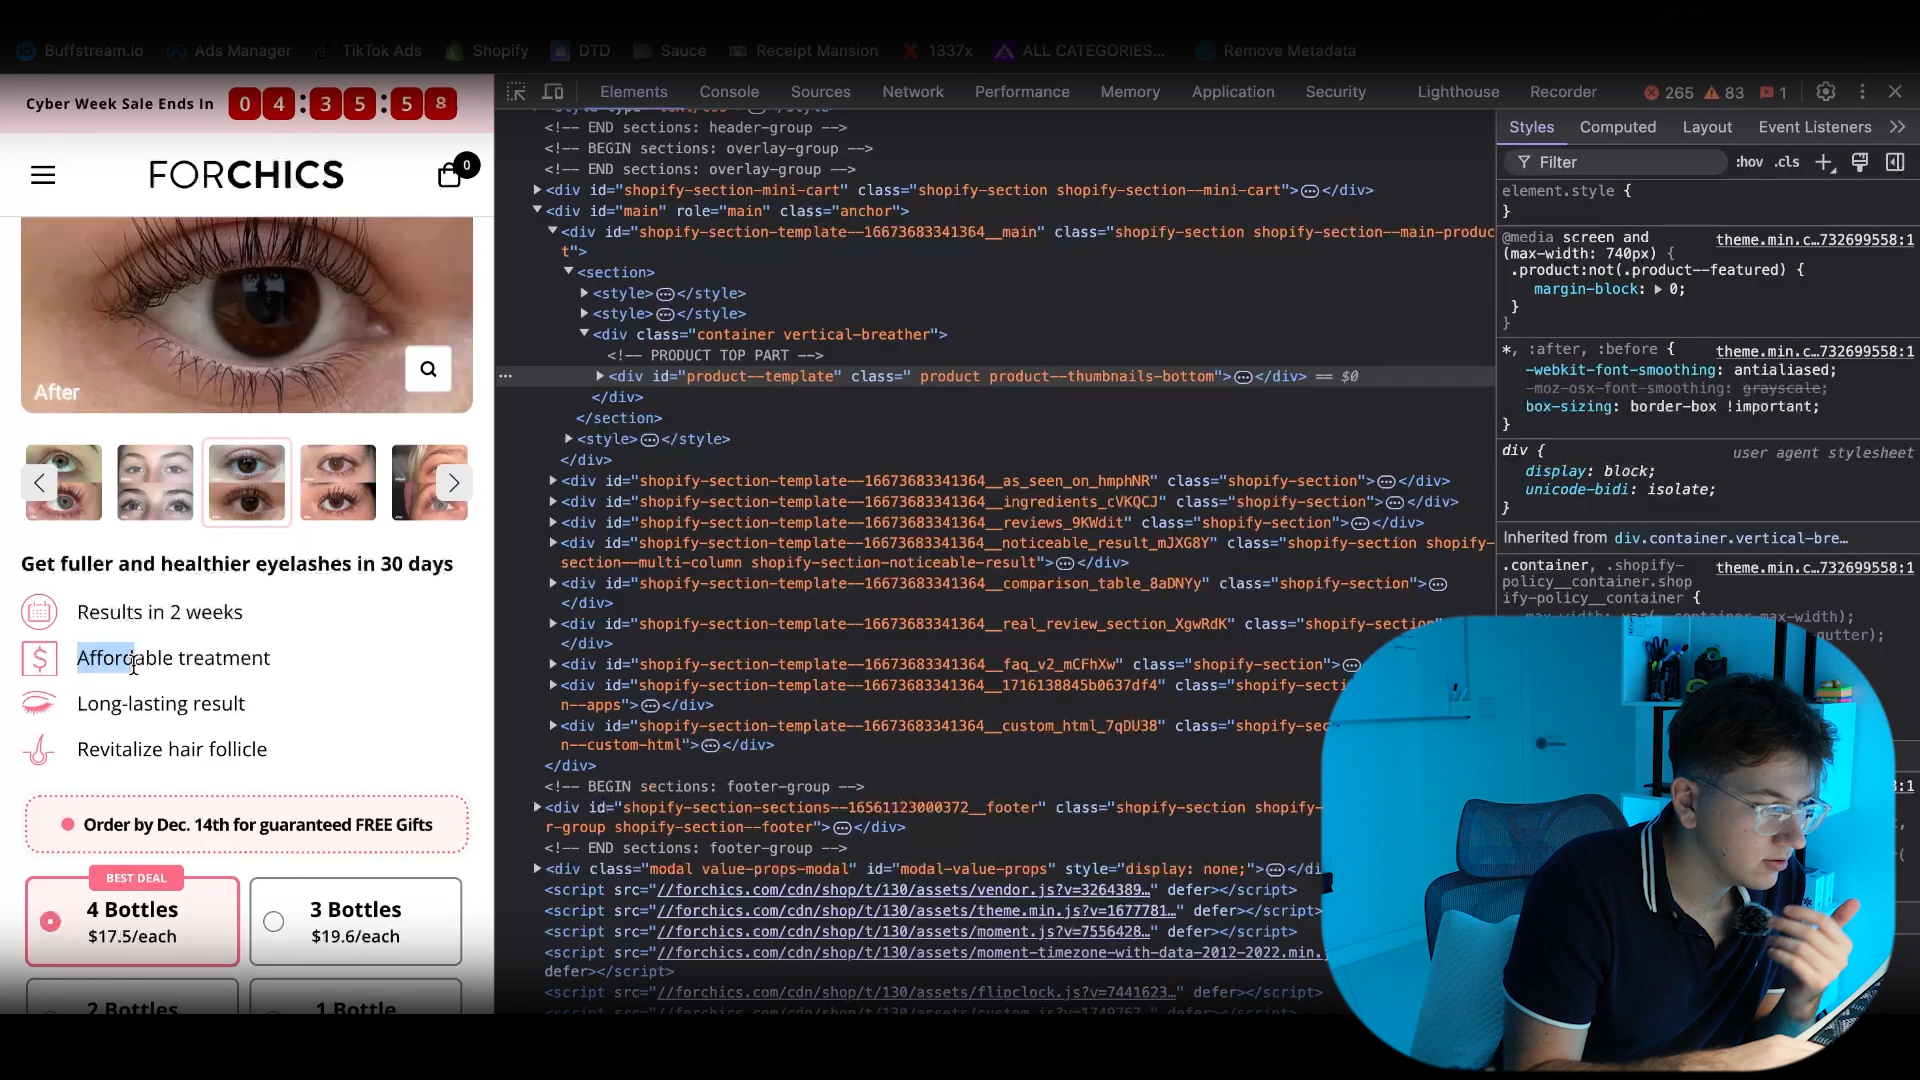 Buffstream.io Ads Manager TikTok Ads Shopify DTD Sauce Receipt Mansion 1337x ALL CATEGORIES... Remove Metadata
Cyber Week Sale Ends In 0 4 : 3 5 : 5 8
FORCHICS 0
After
Get fuller and healthier eyelashes in 30 days
Results in 2 weeks
Affordable treatment
Long-lasting result
Revitalize hair follicle
Order by Dec. 14th for guaranteed FREE Gifts
BEST DEAL
4 Bottles
$17.5/each
3 Bottles
$19.6/each
2 Bottles
1 Bottle
Elements Console Sources Network Performance Memory Application Security Lighthouse Recorder 265 83 1
<!-- END sections: header-group -->
<!-- BEGIN sections: overlay-group -->
<!-- END sections: overlay-group -->
<div id="shopify-section-mini-cart" class="shopify-section shopify-section--mini-cart">…</div>
<div id="main" role="main" class="anchor">
<div id="shopify-section-template--16673683341364__main" class="shopify-section shopify-section--main-produc
t">
<section>
<style>…</style>
<style>…</style>
<div class="container vertical-breather">
<!-- PRODUCT TOP PART -->
<div id="product--template" class=" product product--thumbnails-bottom">…</div> == $0
</div>
</section>
<style>…</style>
</div>
<div id="shopify-section-template--16673683341364__as_seen_on_hmphNR" class="shopify-section">…</div>
<div id="shopify-section-template--16673683341364__ingredients_cVKQCJ" class="shopify-section">…</div>
<div id="shopify-section-template--16673683341364__reviews_9KWdit" class="shopify-section">…</div>
<div id="shopify-section-template--16673683341364__noticeable_result_mJXG8Y" class="shopify-section shopify-
section--multi-column shopify-section-noticeable-result">…</div>
<div id="shopify-section-template--16673683341364__comparison_table_8aDNYy" class="shopify-section">…
</div>
<div id="shopify-section-template--16673683341364__real_review_section_XgwRdK" class="shopify-section">
</div>
<div id="shopify-section-template--16673683341364__faq_v2_mCFhXw" class="shopify-section">…
<div id="shopify-section-template--16673683341364__1716138845b0637df4" class="shopify-secti
n--apps">…</div>
<div id="shopify-section-template--16673683341364__custom_html_7qDU38" class="shopify-sec
n--custom-html">…</div>
</div>
<!-- BEGIN sections: footer-group -->
<div id="shopify-section-sections--16561123000372__footer" class="shopify-section shopify-
r-group shopify-section--footer">…</div>
<!-- END sections: footer-group -->
<div class="modal value-props-modal" id="modal-value-props" style="display: none;">…</di
<script src="//forchics.com/cdn/shop/t/130/assets/vendor.js?v=3264389…" defer></script>
<script src="//forchics.com/cdn/shop/t/130/assets/theme.min.js?v=1677781…" defer></script>
<script src="//forchics.com/cdn/shop/t/130/assets/moment.js?v=7556428…" defer></script>
<script src="//forchics.com/cdn/shop/t/130/assets/moment-timezone-with-data-2012-2022.min.
defer></script>
<script src="//forchics.com/cdn/shop/t/130/assets/flipclock.js?v=7441623…" defer></script>
Styles Computed Layout Event Listeners
Filter :hov .cls
element.style {
}
@media screen and theme.min.c…732699558:1
(max-width: 740px) {
.product:not(.product--featured) {
margin-block: 0;
}
}
*, :after, :before { theme.min.c…732699558:1
-webkit-font-smoothing: antialiased;
-moz-osx-font-smoothing: grayscale;
box-sizing: border-box !important;
}
div { user agent stylesheet
display: block;
unicode-bidi: isolate;
}
Inherited from div.container.vertical-bre…
.container, .shopify- theme.min.c…732699558:1
policy__container.shop
ify-policy__container {
max-width: var(--container-max-width);
gutter);